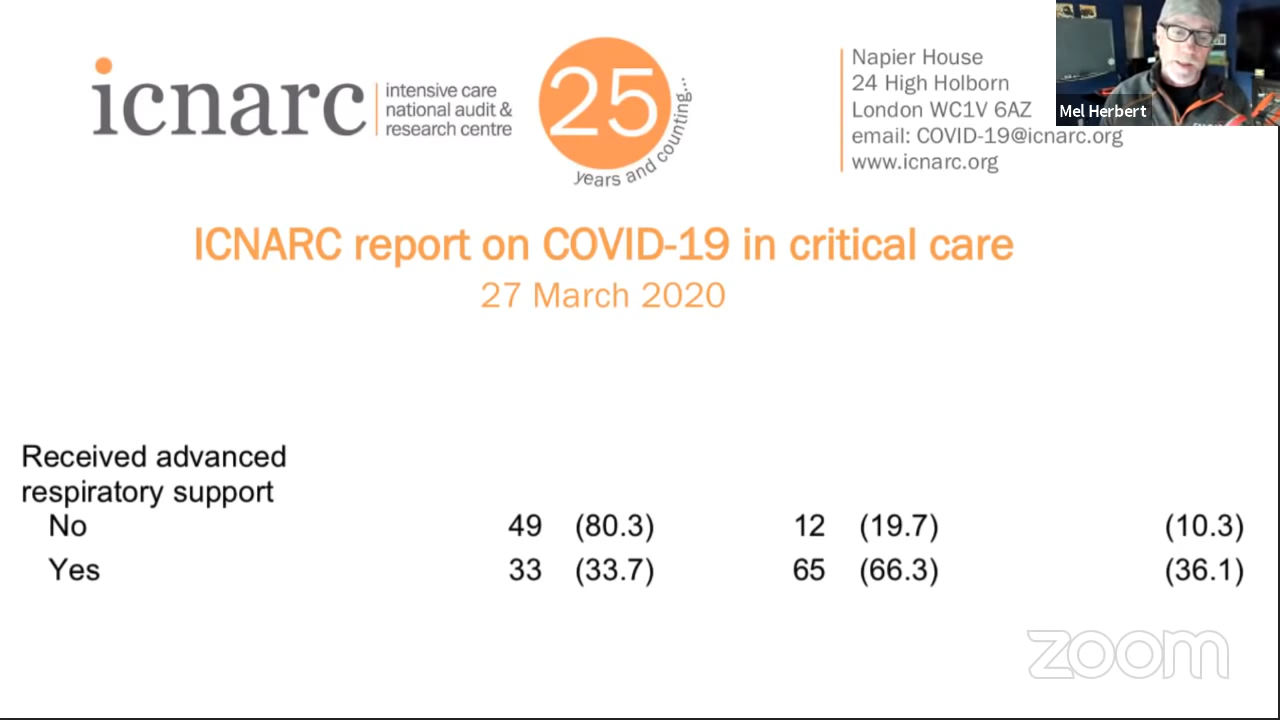 icnarc
intensive care
national audit &
research centre
25
years and counting...
Napier House
24 High Holborn
London WC1V 6AZ
email: COVID-19@icnarc.org
www.icnarc.org
Mel Herbert
ICNARC report on COVID-19 in critical care
27 March 2020
Received advanced
respiratory support
No 49 (80.3) 12 (19.7) (10.3)
Yes 33 (33.7) 65 (66.3) (36.1)
zoom